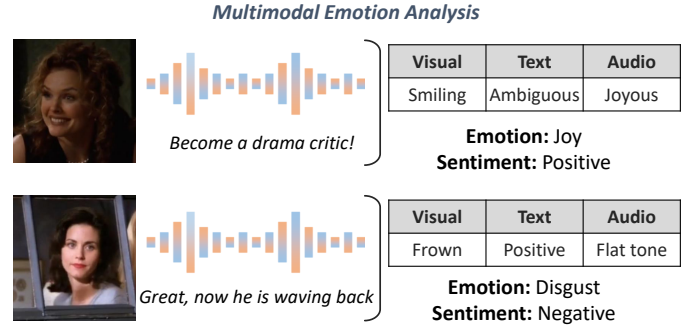 Multimodal Emotion Analysis
Visual Text Audio
Smiling Ambiguous Joyous
Become a drama critic!
Emotion: Joy
Sentiment: Positive
Visual Text Audio
Frown Positive Flat tone
Great, now he is waving back
Emotion: Disgust
Sentiment: Negative